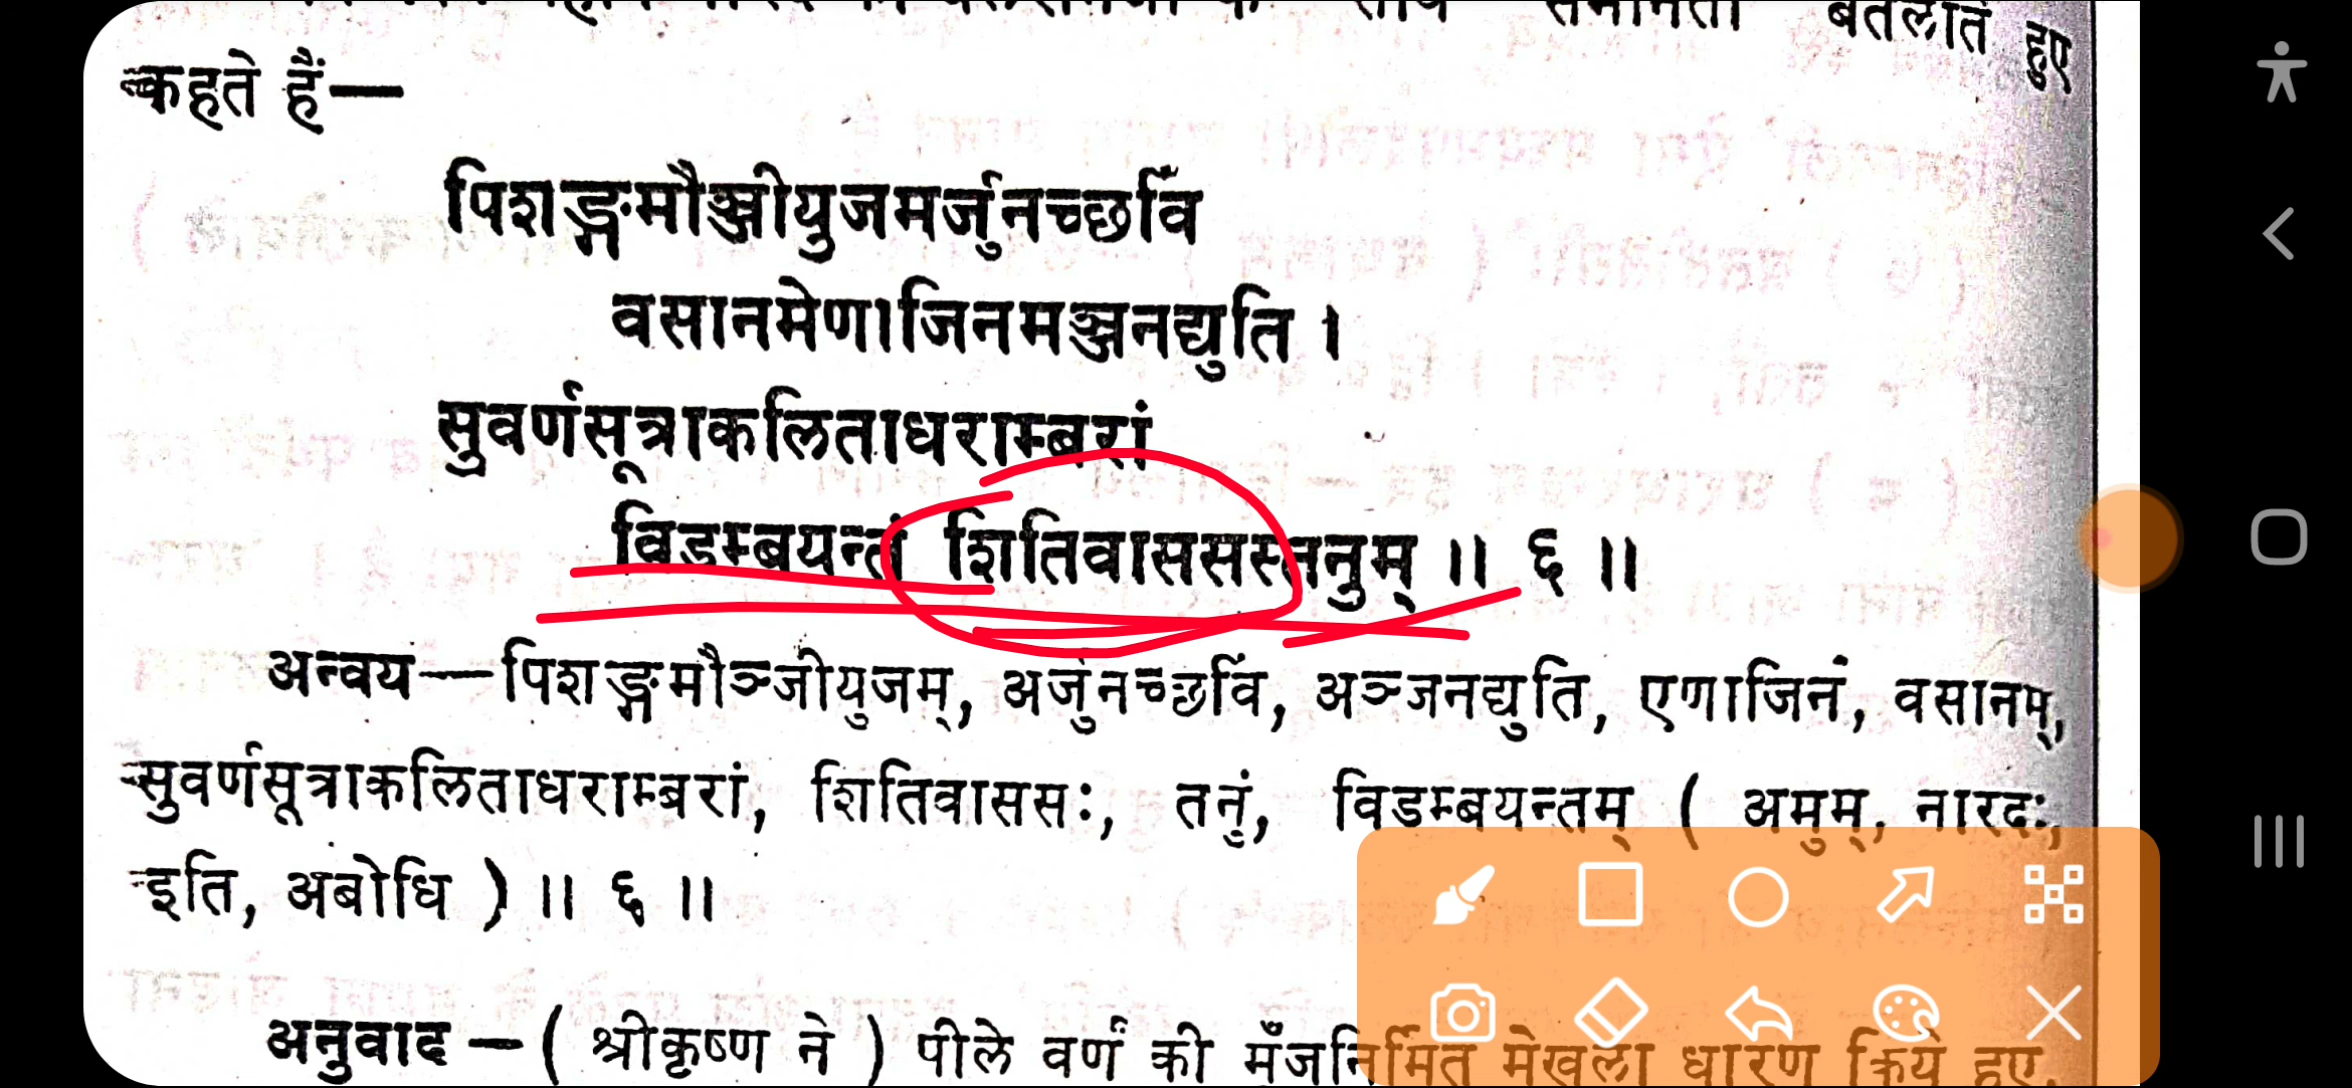 बतलाते हुए
कहते हैं—
पिशङ्गमौञ्जीयुजमर्जुनच्छविं
वसानमेणाजिनमञ्जनद्युति ।
सुवर्णसूत्राकलिताधराम्बरां
विडम्बयन्तं शितिवाससस्तनुम् ॥ ६ ॥
अन्वय—पिशङ्गमौञ्जीयुजम्, अर्जुनच्छविं, अञ्जनद्युति, एणाजिनं, वसानम्,
सुवर्णसूत्राकलिताधराम्बरां, शितिवाससः, तनुं, विडम्बयन्तम् ( अमुम्, नारदः,
इति, अबोधि ) ॥ ६ ॥
अनुवाद—( श्रीकृष्ण ने ) पीले वर्ण की मूँजनिर्मित मेखला धारण किये हुए,